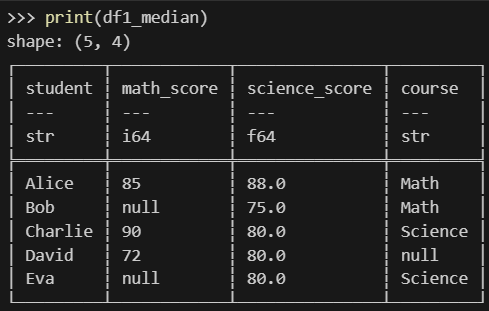 >>> print(df1_median)
shape: (5, 4)
student ┆ math_score ┆ science_score ┆ course
--- ┆ --- ┆ --- ┆ ---
str ┆ i64 ┆ f64 ┆ str
Alice ┆ 85 ┆ 88.0 ┆ Math
Bob ┆ null ┆ 75.0 ┆ Math
Charlie ┆ 90 ┆ 80.0 ┆ Science
David ┆ 72 ┆ 80.0 ┆ null
Eva ┆ null ┆ 80.0 ┆ Science